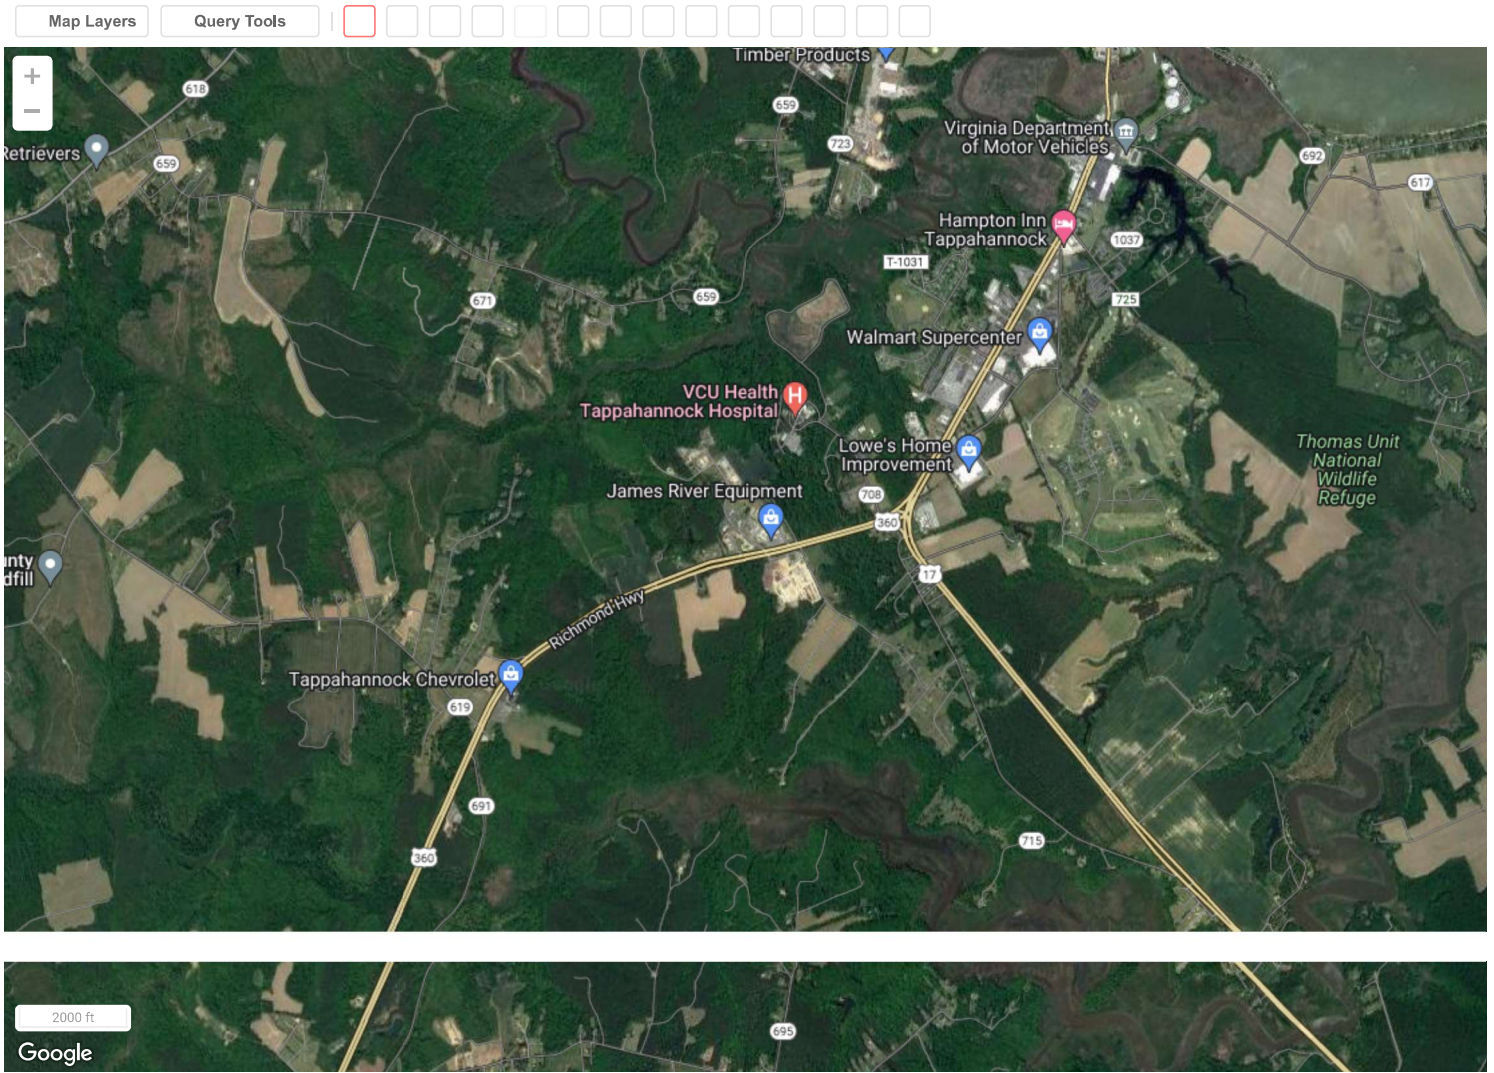 Map Layers
Query Tools
Timber Products
618
659
723
Virginia Department
of Motor Vehicles
Retrievers
659
692
617
Hampton Inn
Tappahannock
1037
T-1031
671
659
725
Walmart Supercenter
VCU Health
Tappahannock Hospital
Lowe's Home
Improvement
Thomas Unit
National
Wildlife
Refuge
James River Equipment
708
360
unty
dfill
17
Richmond Hwy
Tappahannock Chevrolet
619
691
360
715
2000 ft
695
Google